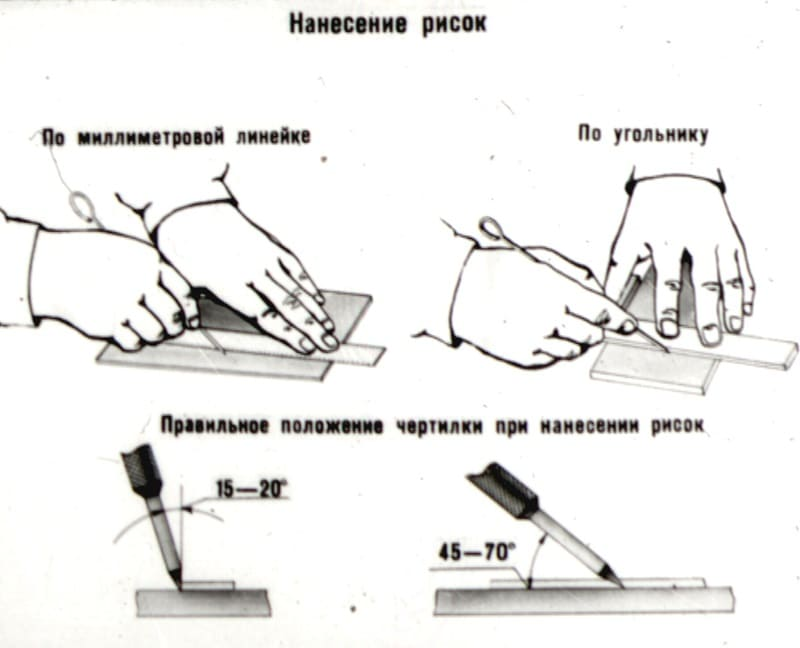 Нанесение рисок
По миллиметровой линейке
По угольнику
Правильное положение чертилки при нанесении рисок
15—20°
45—70°